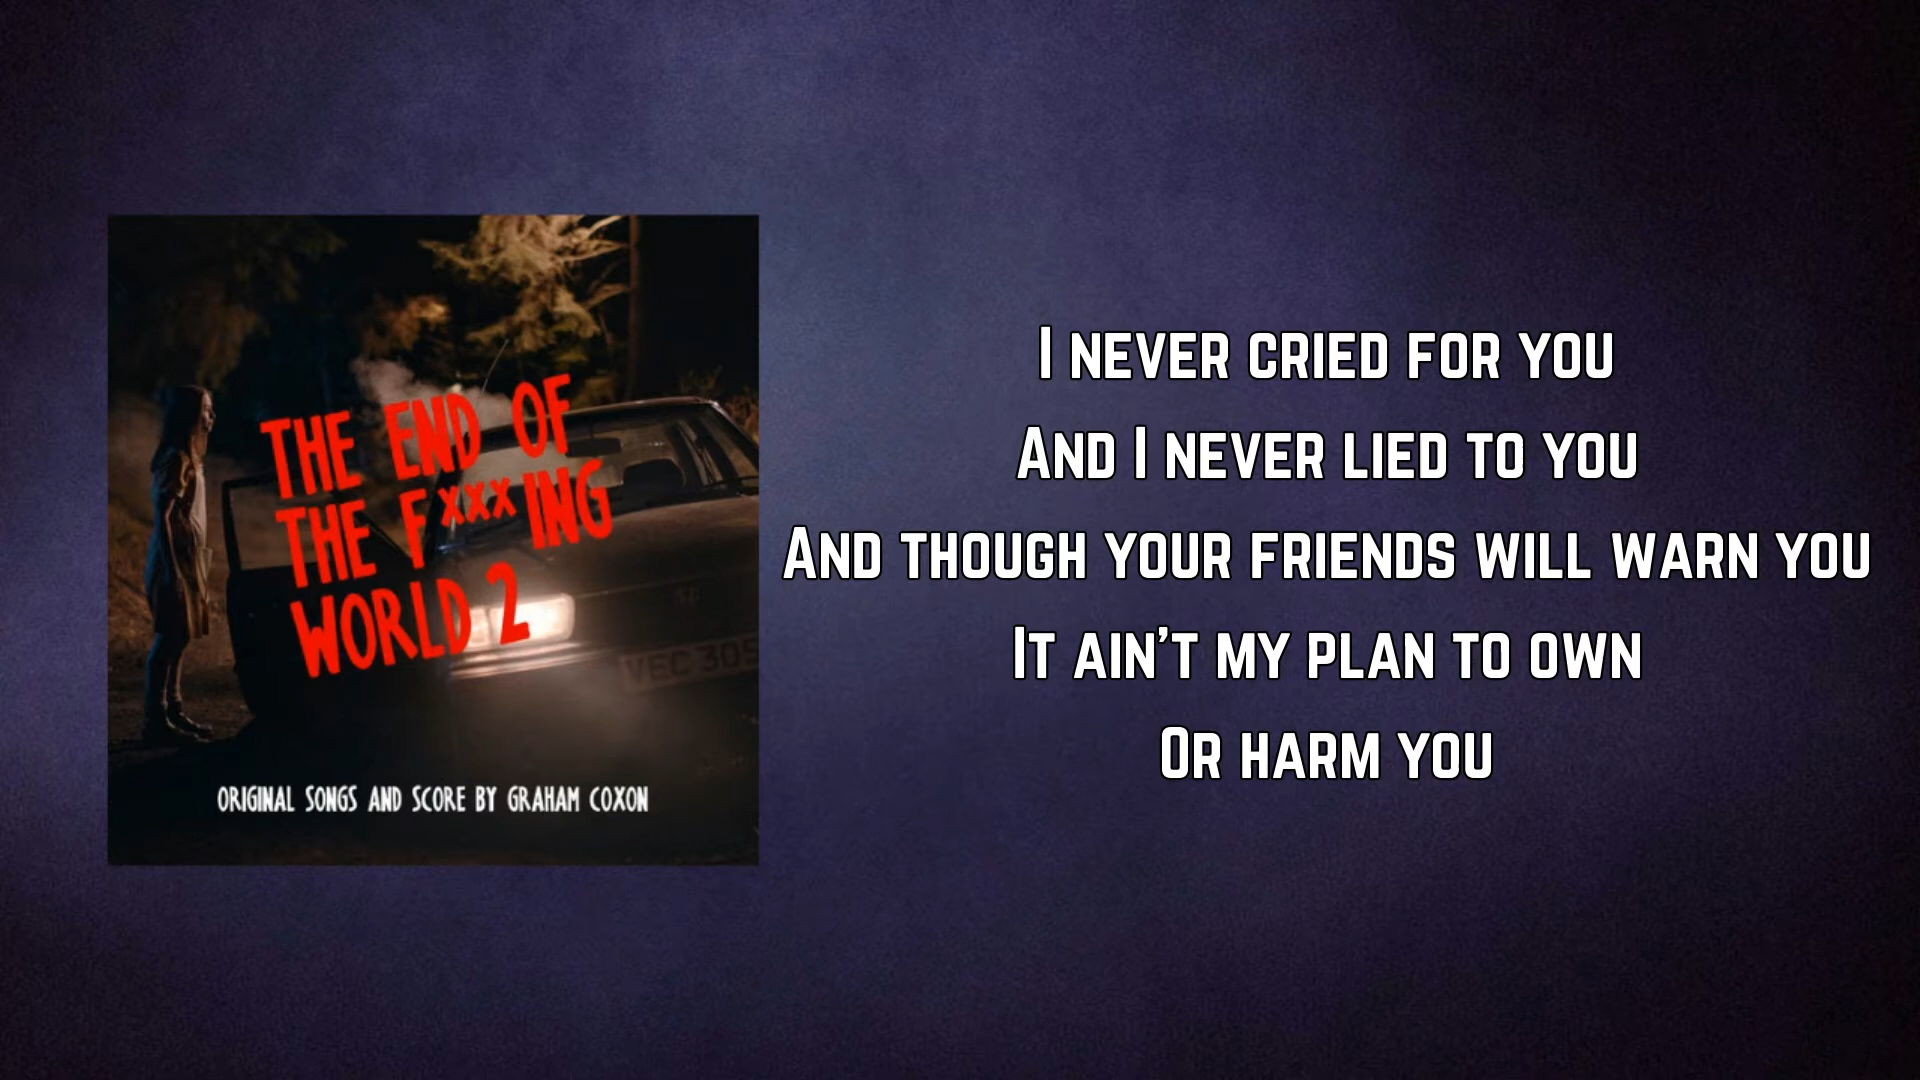 THE END OF
THE FXXXING
WORLD 2
VEC 305
ORIGINAL SONGS AND SCORE BY GRAHAM COXON
I NEVER CRIED FOR YOU
AND I NEVER LIED TO YOU
AND THOUGH YOUR FRIENDS WILL WARN YOU
IT AIN'T MY PLAN TO OWN
OR HARM YOU